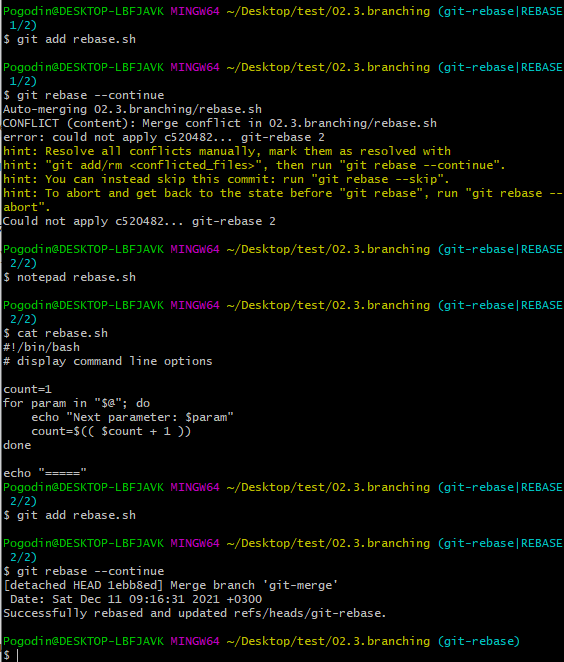 Pogodin@DESKTOP-LBFJAVK MINGW64 ~/Desktop/test/02.3.branching (git-rebase|REBASE
 1/2)
$ git add rebase.sh

Pogodin@DESKTOP-LBFJAVK MINGW64 ~/Desktop/test/02.3.branching (git-rebase|REBASE
 1/2)
$ git rebase --continue
Auto-merging 02.3.branching/rebase.sh
CONFLICT (content): Merge conflict in 02.3.branching/rebase.sh
error: could not apply c520482... git-rebase 2
hint: Resolve all conflicts manually, mark them as resolved with
hint: "git add/rm <conflicted_files>", then run "git rebase --continue".
hint: You can instead skip this commit: run "git rebase --skip".
hint: To abort and get back to the state before "git rebase", run "git rebase --
abort".
Could not apply c520482... git-rebase 2

Pogodin@DESKTOP-LBFJAVK MINGW64 ~/Desktop/test/02.3.branching (git-rebase|REBASE
 2/2)
$ notepad rebase.sh

Pogodin@DESKTOP-LBFJAVK MINGW64 ~/Desktop/test/02.3.branching (git-rebase|REBASE
 2/2)
$ cat rebase.sh
#!/bin/bash
# display command line options

count=1
for param in "$@"; do
    echo "Next parameter: $param"
    count=$(( $count + 1 ))
done

echo "====="
Pogodin@DESKTOP-LBFJAVK MINGW64 ~/Desktop/test/02.3.branching (git-rebase|REBASE
 2/2)
$ git add rebase.sh

Pogodin@DESKTOP-LBFJAVK MINGW64 ~/Desktop/test/02.3.branching (git-rebase|REBASE
 2/2)
$ git rebase --continue
[detached HEAD 1ebb8ed] Merge branch 'git-merge'
 Date: Sat Dec 11 09:16:31 2021 +0300
Successfully rebased and updated refs/heads/git-rebase.

Pogodin@DESKTOP-LBFJAVK MINGW64 ~/Desktop/test/02.3.branching (git-rebase)
$